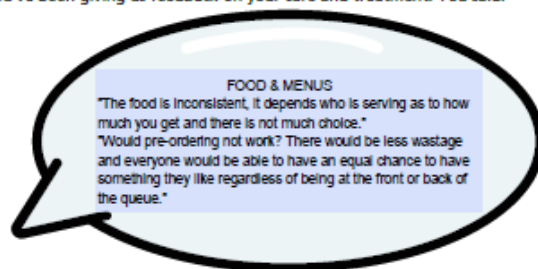 FOOD & MENUS
"The food is inconsistent, it depends who is serving as to how
much you get and there is not much choice."
"Would pre-ordering not work? There would be less wastage
and everyone would be able to have an equal chance to have
something they like regardless of being at the front or back of
the queue."